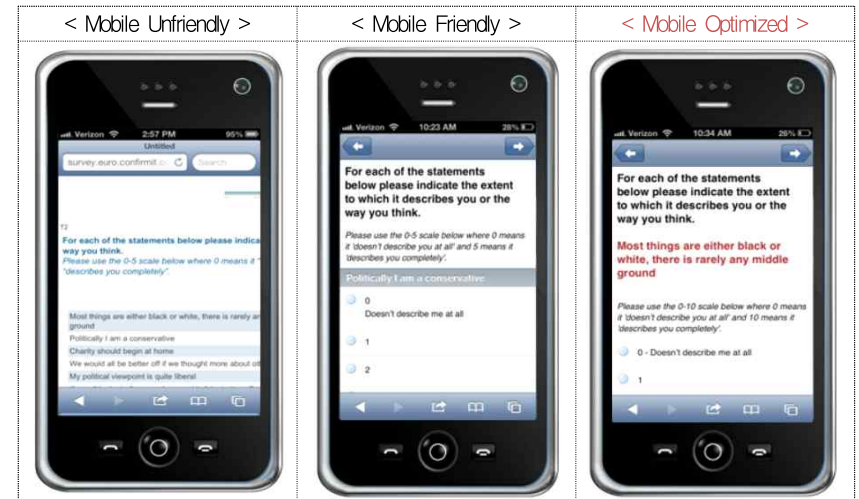 < Mobile Unfriendly >
< Mobile Friendly >
< Mobile Optimized >
Verizon 2:57 PM 95%
Untitled
survey.euro.confirmit.c
Search
T2
For each of the statements below please indica
way you think.
Please use the 0-5 scale below where 0 means it "
"describes you completely".
Most things are either black or white, there is rarely an
ground
Politically I am a conservative
Charity should begin at home
We would all be better off if we thought more about ot
My political viewpoint is quite liberal
Verizon 10:23 AM 28%
For each of the statements
below please indicate the extent
to which it describes you or the
way you think.
Please use the 0-5 scale below where 0 means
it 'doesn't describe you at all' and 5 means it
'describes you completely'.
Politically I am a conservative
0
Doesn't describe me at all
1
2
Verizon 10:34 AM 26%
For each of the statements
below please indicate the extent
to which it describes you or the
way you think.
Most things are either black or
white, there is rarely any middle
ground
Please use the 0-10 scale below where 0 means
it 'doesn't describe you at all' and 10 means it
'describes you completely'.
0 - Doesn't describe me at all
1